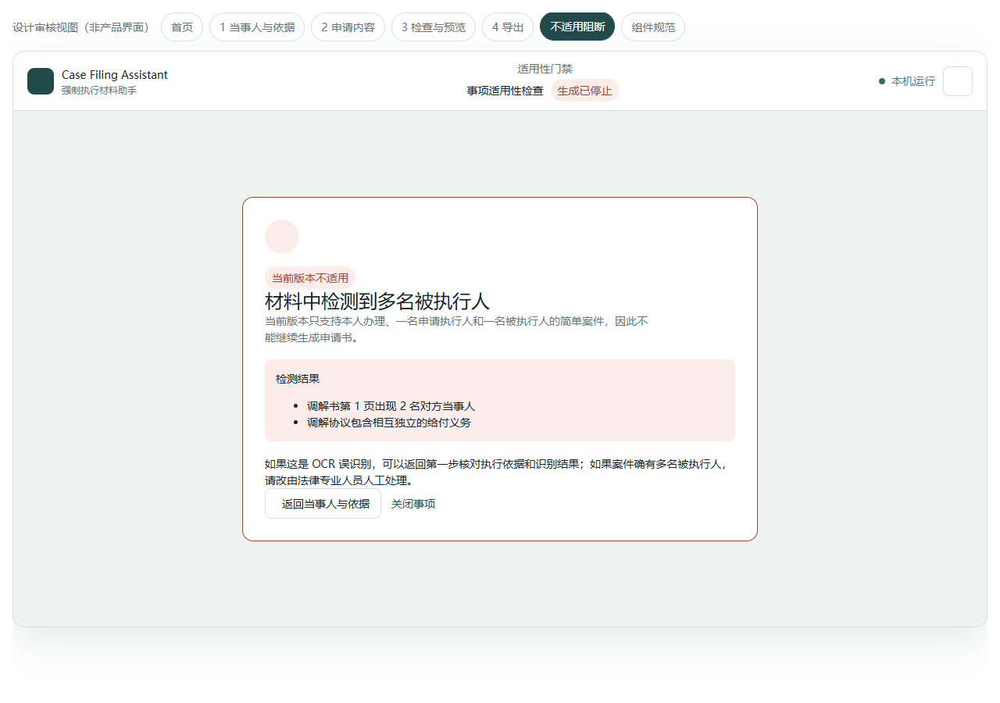 设计审核视图（非产品界面） 首页 1 当事人与依据 2 申请内容 3 检查与预览 4 导出 不适用阻断 组件规范
Case Filing Assistant
强制执行材料助手
适用性门禁
事项适用性检查 生成已停止
本机运行
当前版本不适用
材料中检测到多名被执行人
当前版本只支持本人办理、一名申请执行人和一名被执行人的简单案件，因此不
能继续生成申请书。
检测结果
调解书第 1 页出现 2 名对方当事人
调解协议包含相互独立的给付义务
如果这是 OCR 误识别，可以返回第一步核对执行依据和识别结果；如果案件确有多名被执行人，
请改由法律专业人员人工处理。
返回当事人与依据 关闭事项